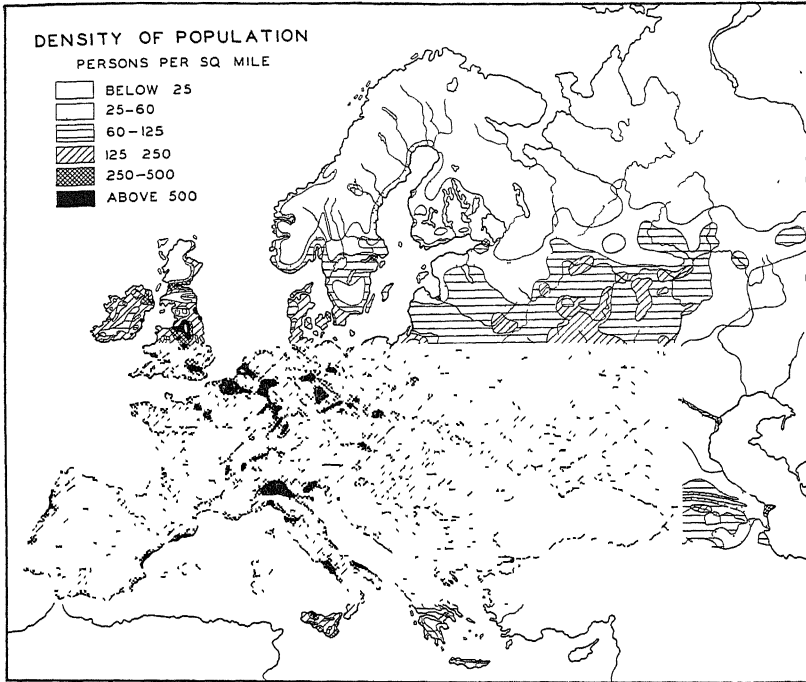 DENSITY OF POPULATION
PERSONS PER SQ MILE
BELOW 25
25-60
60-125
125 250
250-500
ABOVE 500